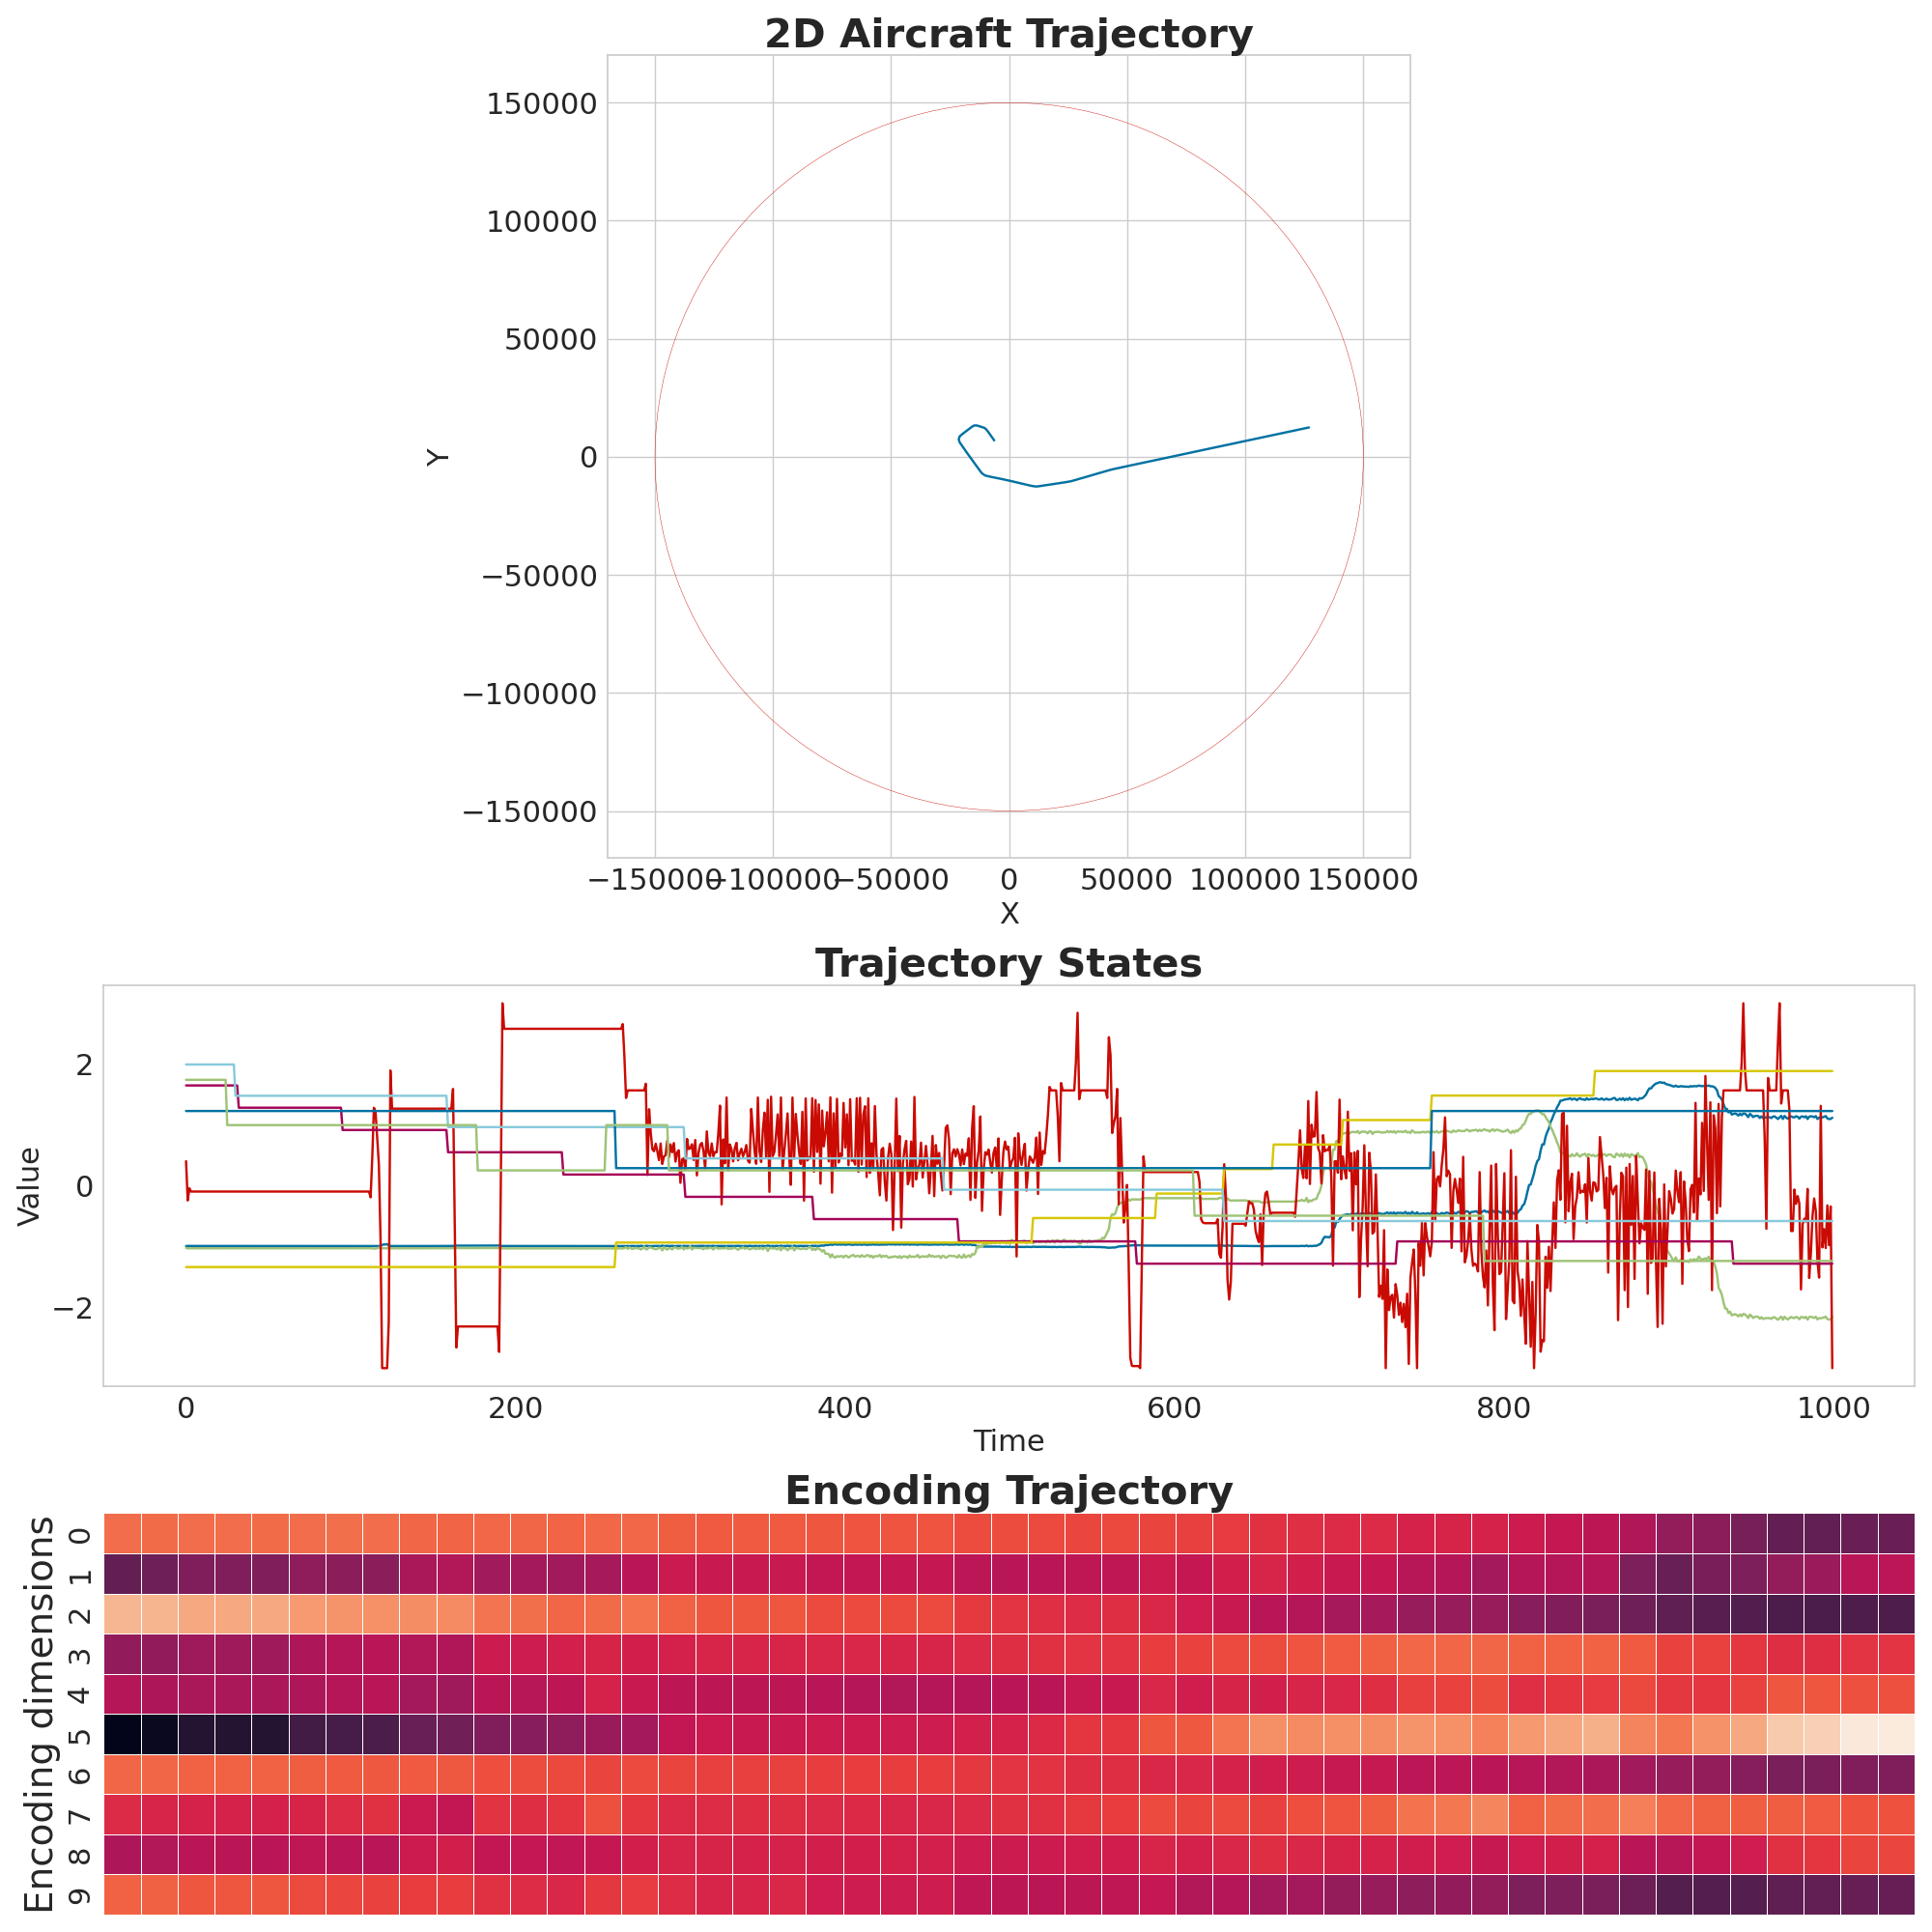 2D Aircraft Trajectory
150000
100000
50000
0
−50000
−100000
−150000
Y
−150000 −100000 −50000 0 50000 100000 150000
X
Trajectory States
2
0
−2
Value
0 200 400 600 800 1000
Time
Encoding Trajectory
0
1
2
3
4
5
6
7
8
9
Encoding dimensions